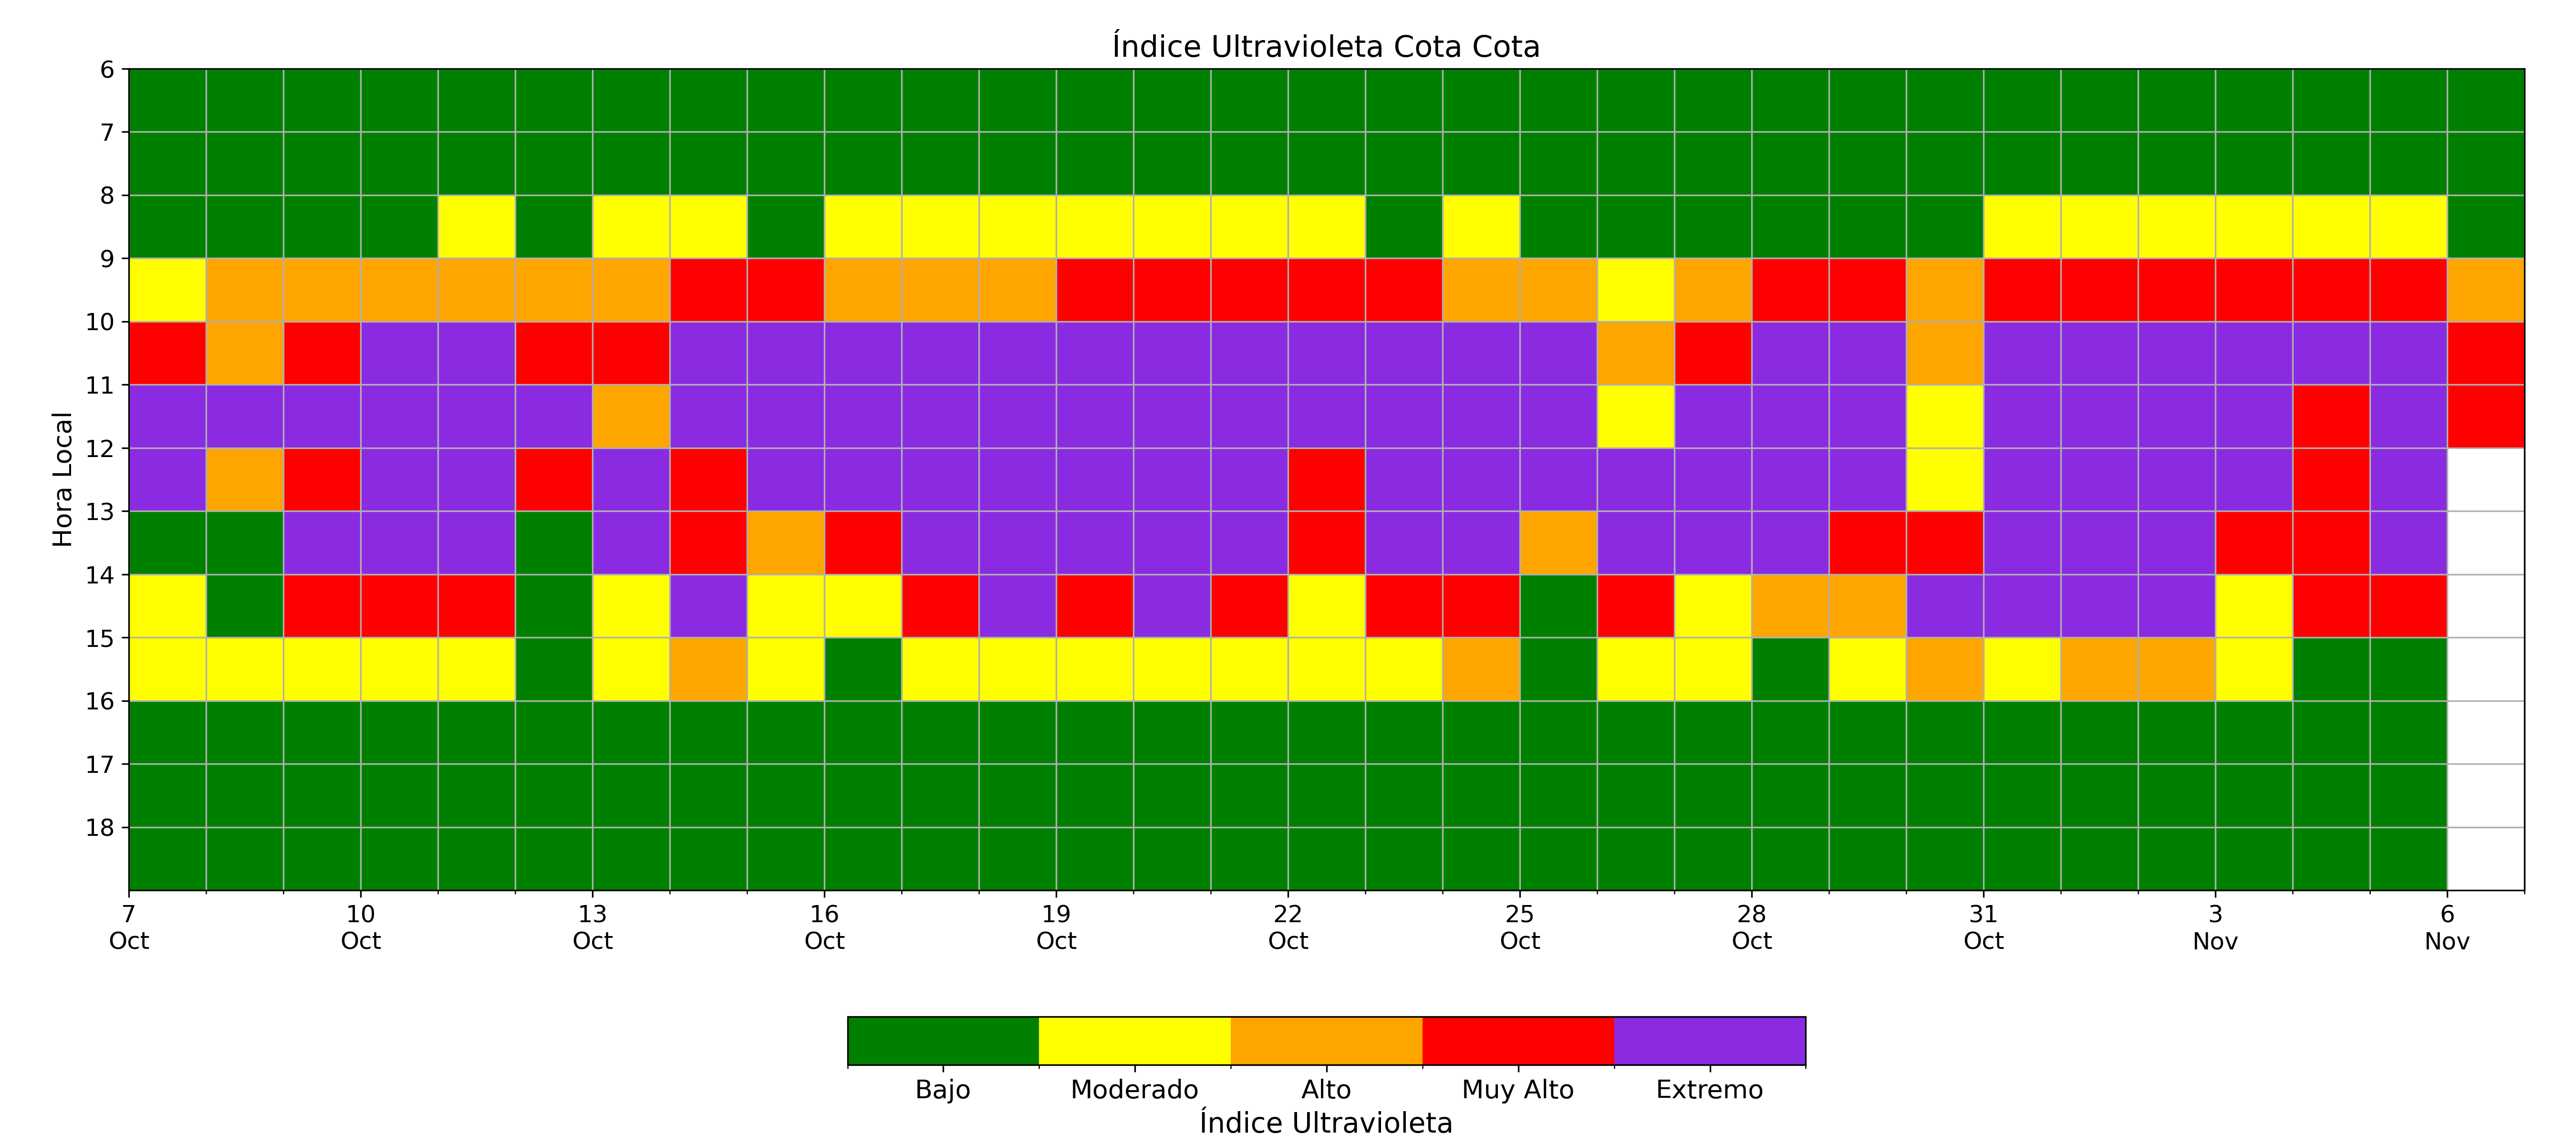 Índice Ultravioleta Cota Cota
Hora Local
6
7
8
9
10
11
12
13
14
15
16
17
18
7 10 13 16 19 22 25 28 31 3 6
Oct Oct Oct Oct Oct Oct Oct Oct Oct Nov Nov
Bajo Moderado Alto Muy Alto Extremo
Índice Ultravioleta